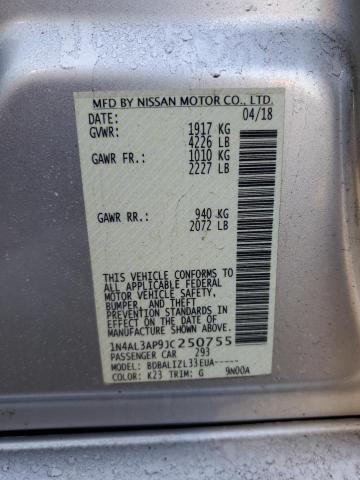 MFD BY NISSAN MOTOR CO., LTD.
DATE: 04/18
GVWR: 1917 KG
4226 LB
GAWR FR.: 1010 KG
2227 LB
GAWR RR.: 940 KG
2072 LB
THIS VEHICLE CONFORMS TO
ALL APPLICABLE FEDERAL
MOTOR VEHICLE SAFETY,
BUMPER, AND THEFT
PREVENTION STANDARDS IN
EFFECT ON THE DATE OF
MANUFACTURE SHOWN ABOVE.
1N4AL3AP9JC250755
PASSENGER CAR 293
MODEL: BDBALIZL33EUA-----
COLOR: K23 TRIM: G 9N00A